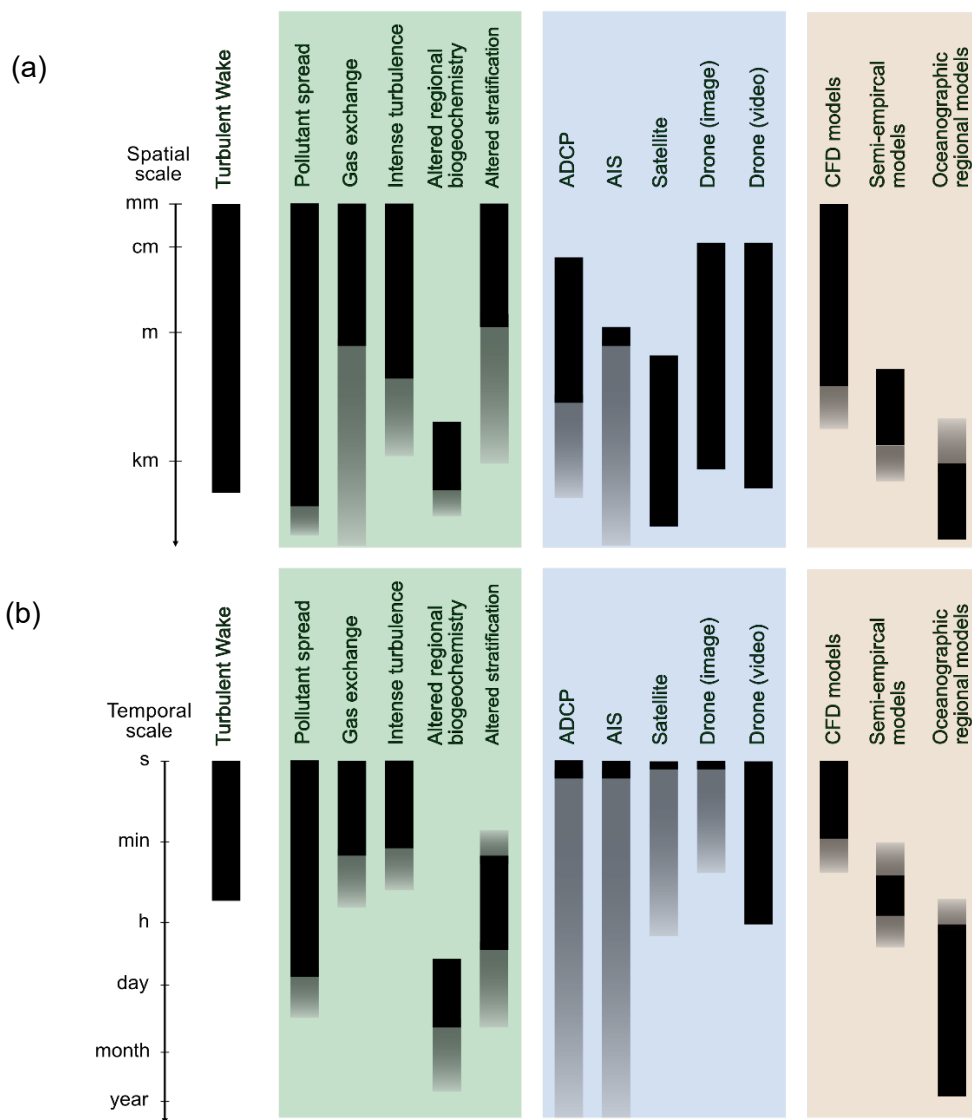 (a)
Spatial
scale
mm
cm
m
km
Turbulent Wake
Pollutant spread
Gas exchange
Intense turbulence
Altered regional
biogeochemistry
Altered stratification
ADCP
AIS
Satellite
Drone (image)
Drone (video)
CFD models
Semi-empircal
models
Oceanographic
regional models
(b)
Temporal
scale
s
min
h
day
month
year
Turbulent Wake
Pollutant spread
Gas exchange
Intense turbulence
Altered regional
biogeochemistry
Altered stratification
ADCP
AIS
Satellite
Drone (image)
Drone (video)
CFD models
Semi-empircal
models
Oceanographic
regional models